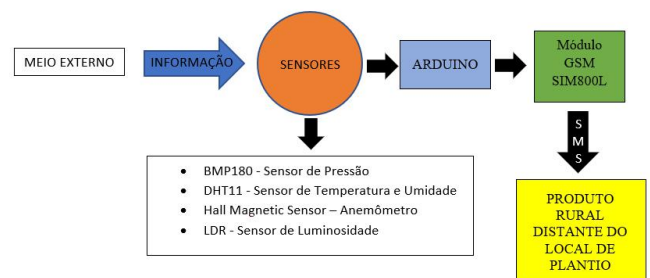 MEIO EXTERNO
INFORMAÇÃO
SENSORES
ARDUINO
Módulo
GSM
SIM800L
SMS
• BMP180 - Sensor de Pressão
• DHT11 - Sensor de Temperatura e Umidade
• Hall Magnetic Sensor – Anemômetro
• LDR - Sensor de Luminosidade
PRODUTO
RURAL
DISTANTE DO
LOCAL DE
PLANTIO